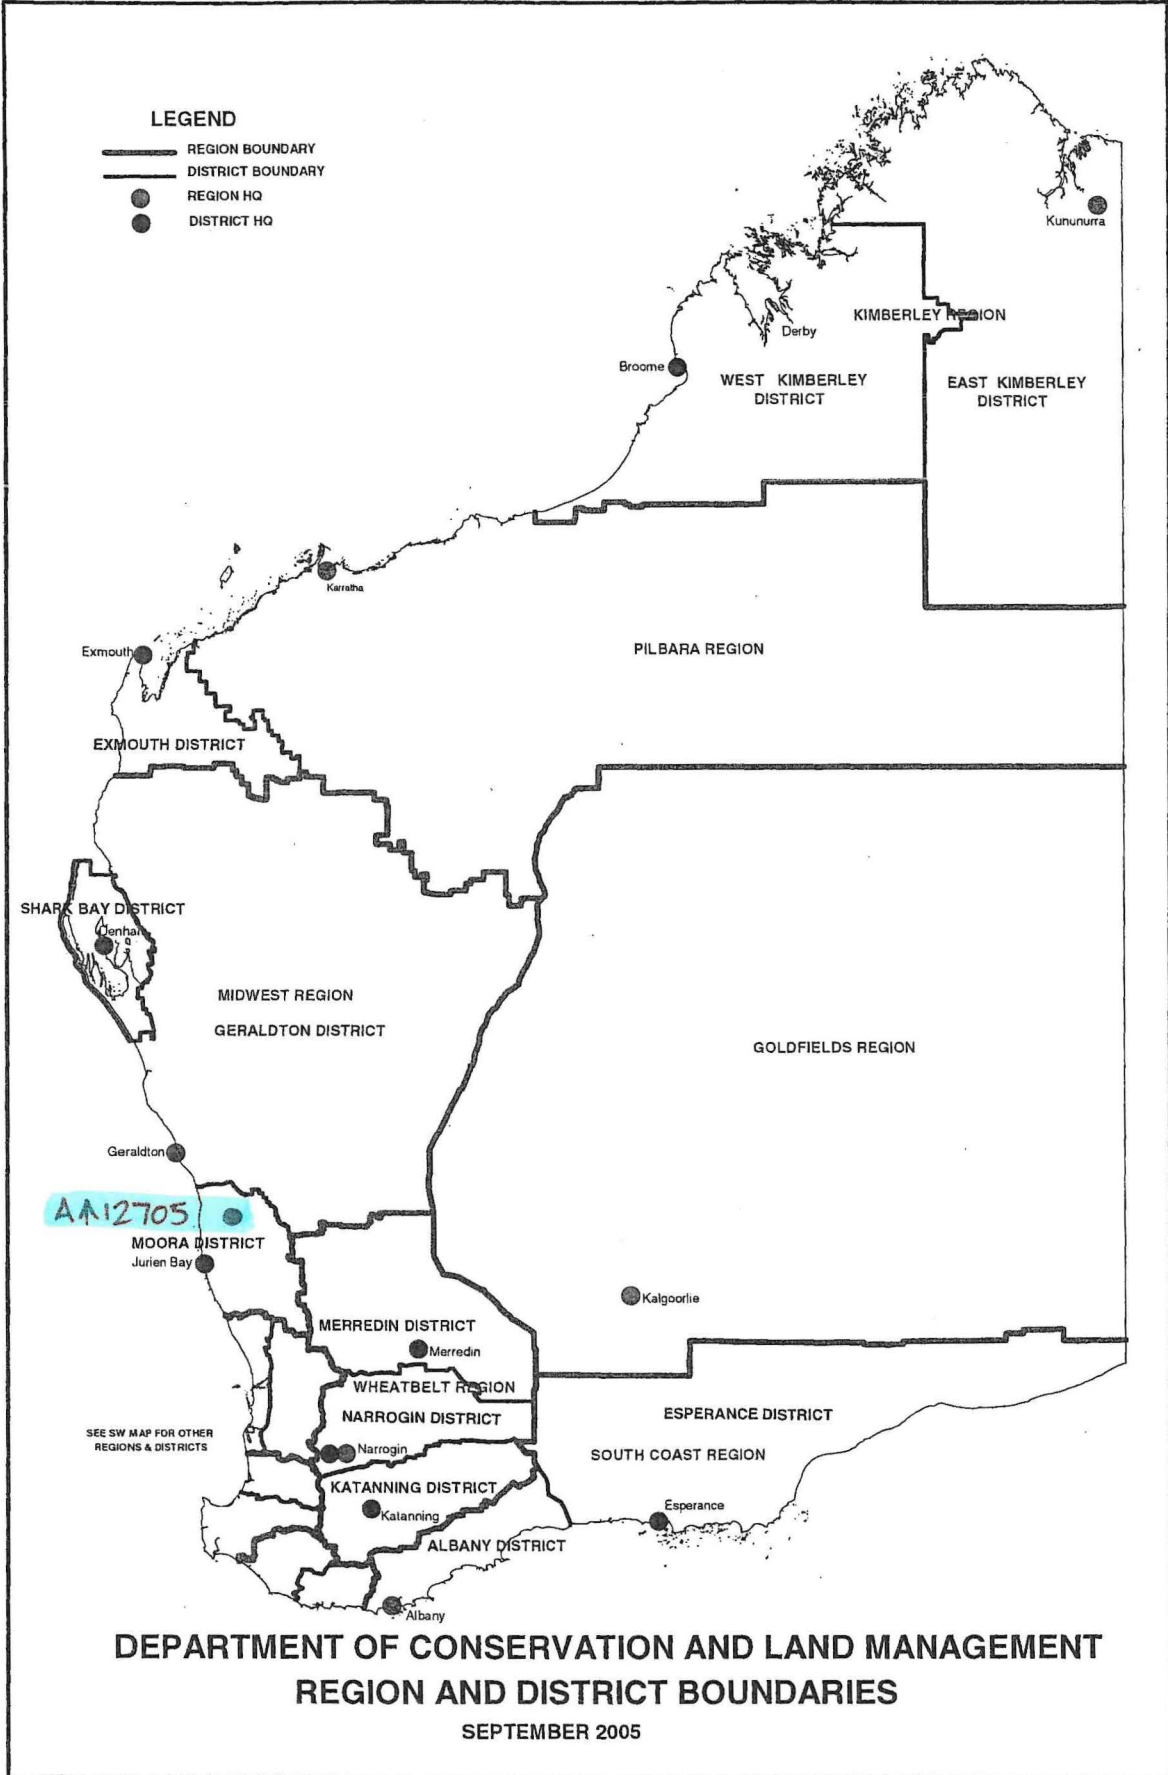 LEGEND
REGION BOUNDARY
DISTRICT BOUNDARY
REGION HQ
DISTRICT HQ
Kununurra
KIMBERLEY REGION
Derby
Broome
WEST KIMBERLEY
DISTRICT
EAST KIMBERLEY
DISTRICT
Karratha
Exmouth
PILBARA REGION
EXMOUTH DISTRICT
SHARK BAY DISTRICT
Denham
MIDWEST REGION
GERALDTON DISTRICT
GOLDFIELDS REGION
Geraldton
12705
MOORA DISTRICT
Jurien Bay
Kalgoorlie
MERREDIN DISTRICT
Merredin
WHEATBELT REGION
NARROGIN DISTRICT
ESPERANCE DISTRICT
SEE SW MAP FOR OTHER
REGIONS & DISTRICTS
Narrogin
SOUTH COAST REGION
KATANNING DISTRICT
Katanning
Esperance
ALBANY DISTRICT
Albany
DEPARTMENT OF CONSERVATION AND LAND MANAGEMENT
REGION AND DISTRICT BOUNDARIES
SEPTEMBER 2005